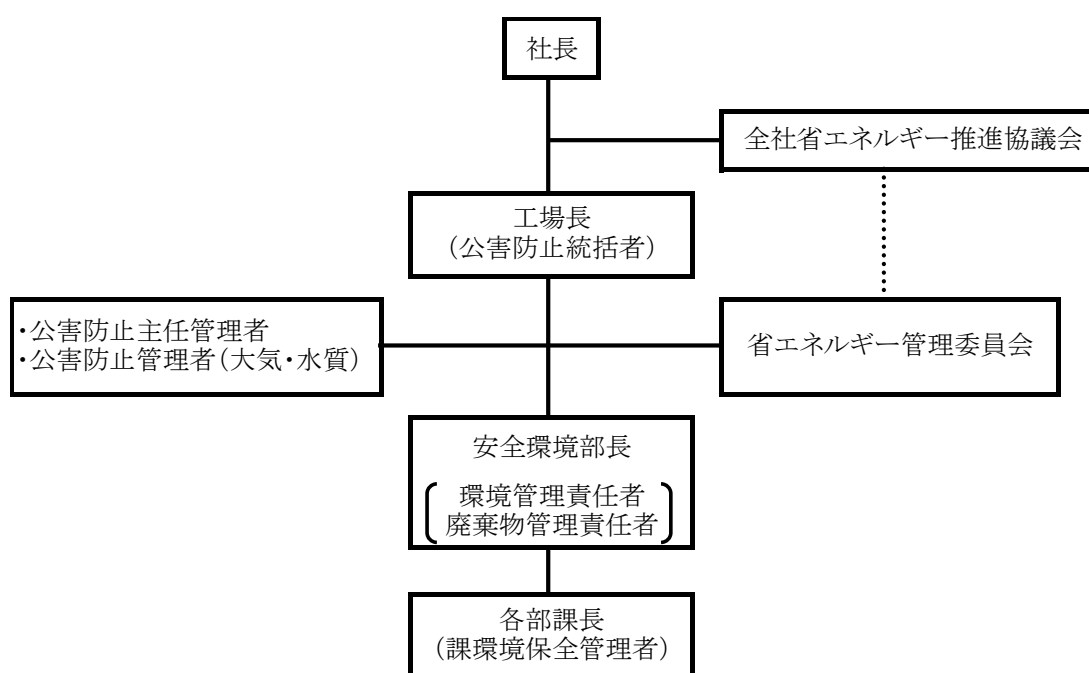 社長
全社省エネルギー推進協議会
工場長
（公害防止統括者）
・公害防止主任管理者
・公害防止管理者（大気・水質）
省エネルギー管理委員会
安全環境部長
環境管理責任者
廃棄物管理責任者
各部課長
（課環境保全管理者）